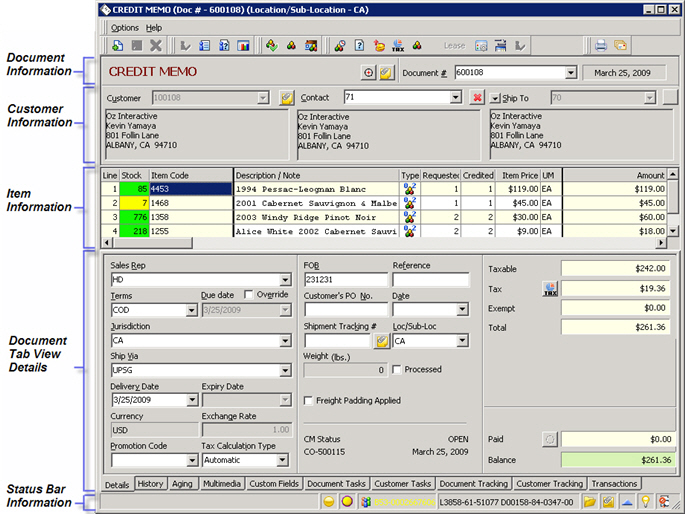 CREDIT MEMO (Doc # - 600108) (Location/Sub-Location - CA)
Options Help
Lease
Document Information
CREDIT MEMO
Document # 600108 March 25, 2009
Customer Information
Customer 100108 Contact 71 Ship To 70
Oz Interactive Oz Interactive Oz Interactive
Kevin Yamaya Kevin Yamaya Kevin Yamaya
801 Follin Lane 801 Follin Lane 801 Follin Lane
ALBANY, CA 94710 ALBANY, CA 94710 ALBANY, CA 94710
Item Information
Line Stock Item Code Description / Note Type Requested Credited Item Price UM Amount
1 85 4453 1994 Pessac-Leognan Blanc 1 1 $119.00 EA $119.00
2 7 1468 2001 Cabernet Sauvignon & Malbe 1 1 $45.00 EA $45.00
3 776 1358 2003 Windy Ridge Pinot Noir 2 2 $30.00 EA $60.00
4 218 1255 Alice White 2002 Cabernet Sauvi 2 2 $9.00 EA $18.00
Document Tab View Details
Sales Rep FOB Reference Taxable $242.00
HD 231231
Tax TAX $19.36
Terms Due date Override Customer's PO No. Date
COD 3/25/2009 Exempt $0.00
Jurisdiction Shipment Tracking # Loc/Sub-Loc Total $261.36
CA CA
Ship Via Weight (lbs.)
UPSG 0 Processed
Delivery Date Expiry Date
3/25/2009 Freight Padding Applied
Currency Exchange Rate
USD 1.00
CM Status OPEN
CO-500115 March 25, 2009
Paid $0.00
Promotion Code Tax Calculation Type
Automatic
Balance $261.36
Details History Aging Multimedia Custom Fields Document Tasks Customer Tasks Document Tracking Customer Tracking Transactions
Status Bar Information
L3858-61-51077 D00158-84-0347-00